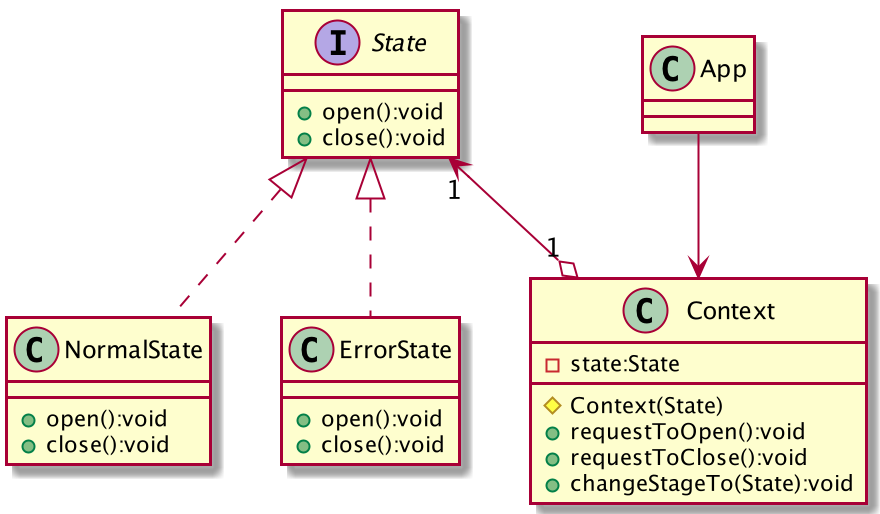 I State
open():void
close():void
C App
1
1
C NormalState
open():void
close():void
C ErrorState
open():void
close():void
C Context
state:State
Context(State)
requestToOpen():void
requestToClose():void
changeStageTo(State):void